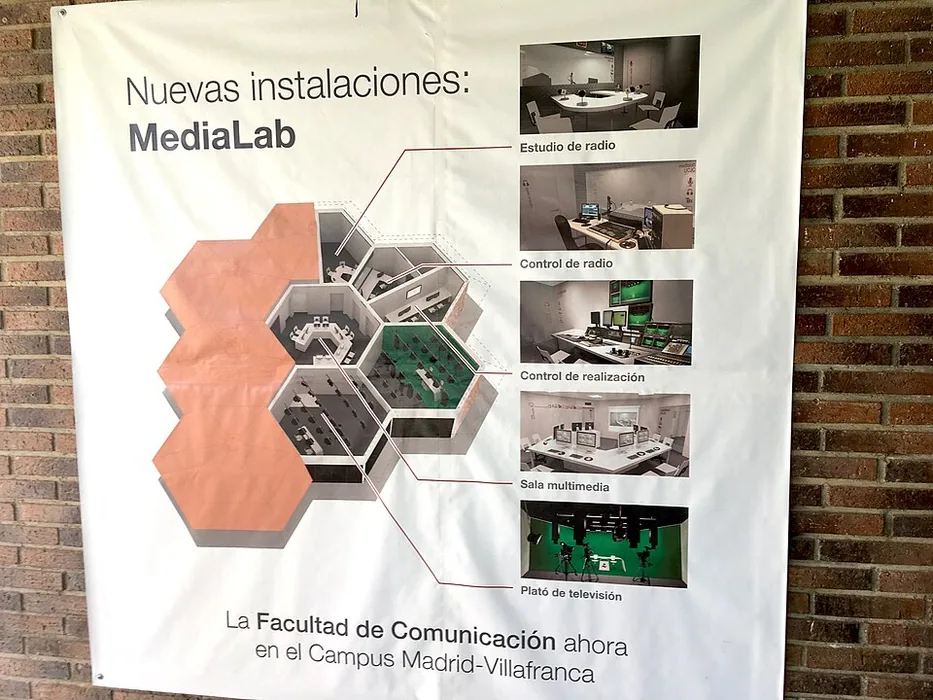 Nuevas instalaciones:
MediaLab
Estudio de radio
Control de radio
Control de realización
Sala multimedia
Plató de televisión
La Facultad de Comunicación ahora
en el Campus Madrid-Villafranca